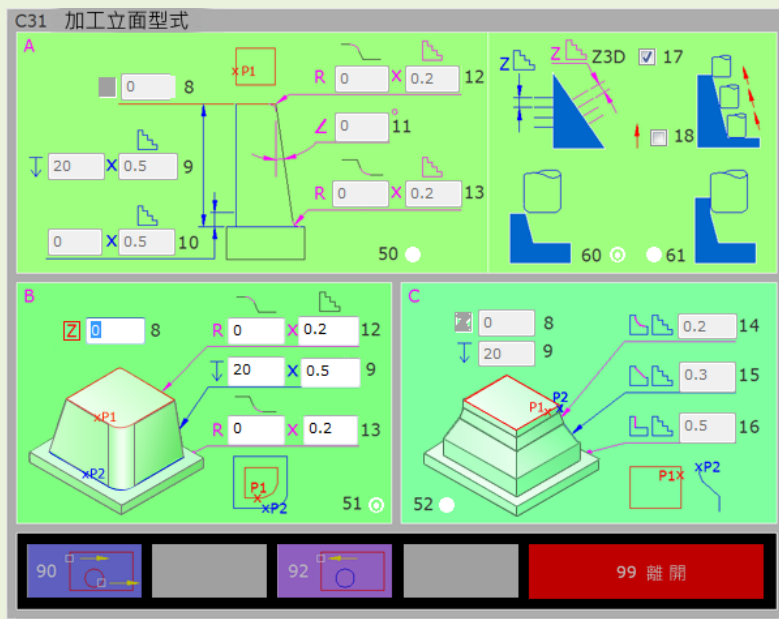 C31 加工立面型式
A
xP1
0 8
R 0 X 0.2 12
∠ 0 ° 11
20 X 0.5 9
R 0 X 0.2 13
0 X 0.5 10
50
Z Z Z3D 17
18
60 61
B
Z 0 8
R 0 X 0.2 12
20 X 0.5 9
R 0 X 0.2 13
xP1
xP2
P1
x
xP2
51
C
0 8
20 9
0.2 14
0.3 15
0.5 16
P2
P1x x
P1x xP2
52
90
92
99 離開